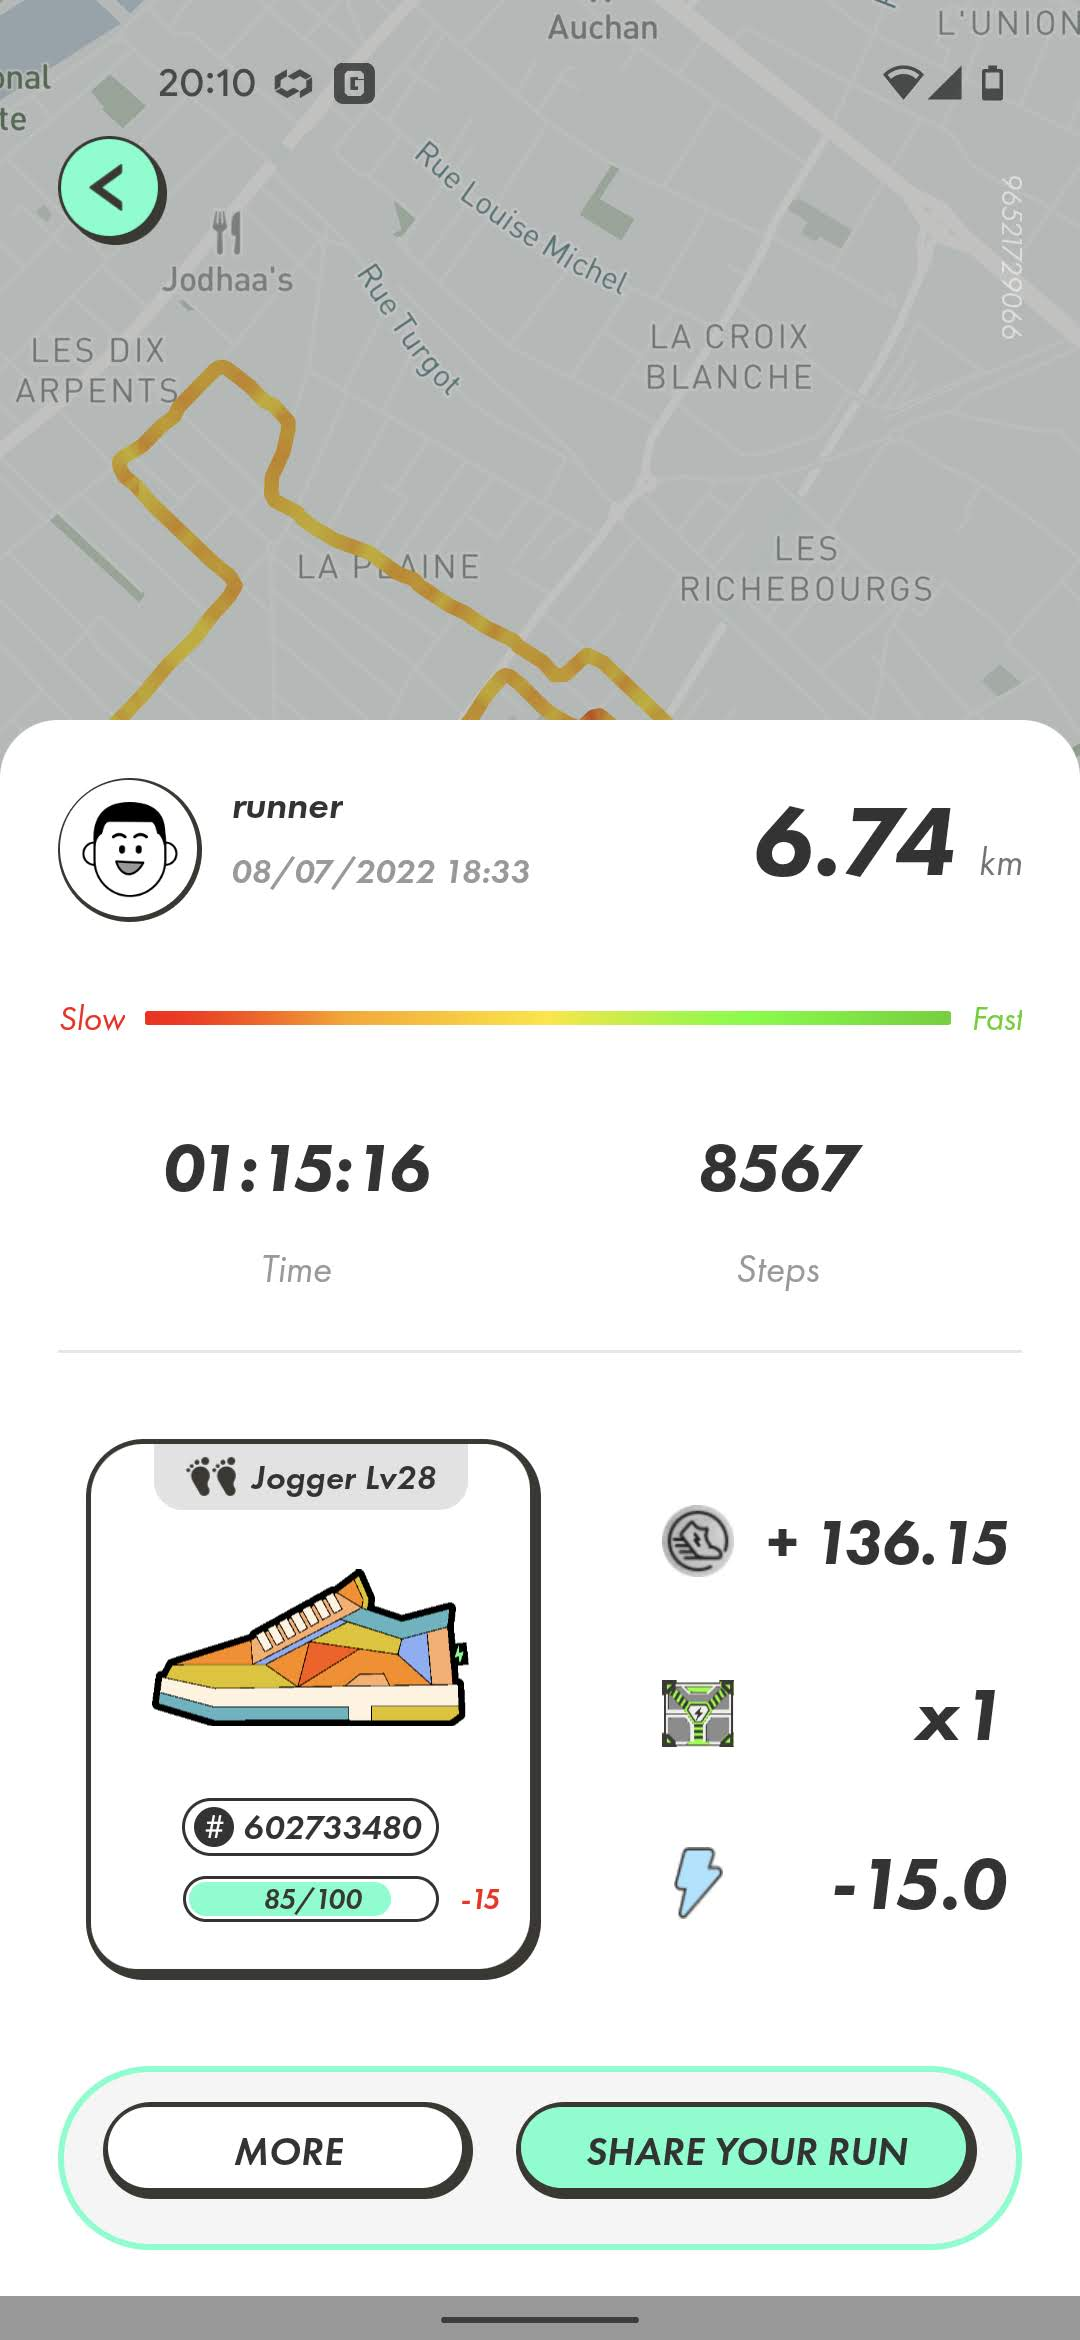 Auchan
L'UNION
onal
te
20:10
G
Rue Louise Michel
965217729066
Jodhaa's
Rue Turgot
LES DIX
ARPENTS
LA CROIX
BLANCHE
LA PLAINE
LES
RICHEBOURGS
runner
08/07/2022 18:33
6.74 km
Slow
Fast
01:15:16
8567
Time
Steps
Jogger Lv28
+ 136.15
x1
# 602733480
85/100 -15
-15.0
MORE
SHARE YOUR RUN